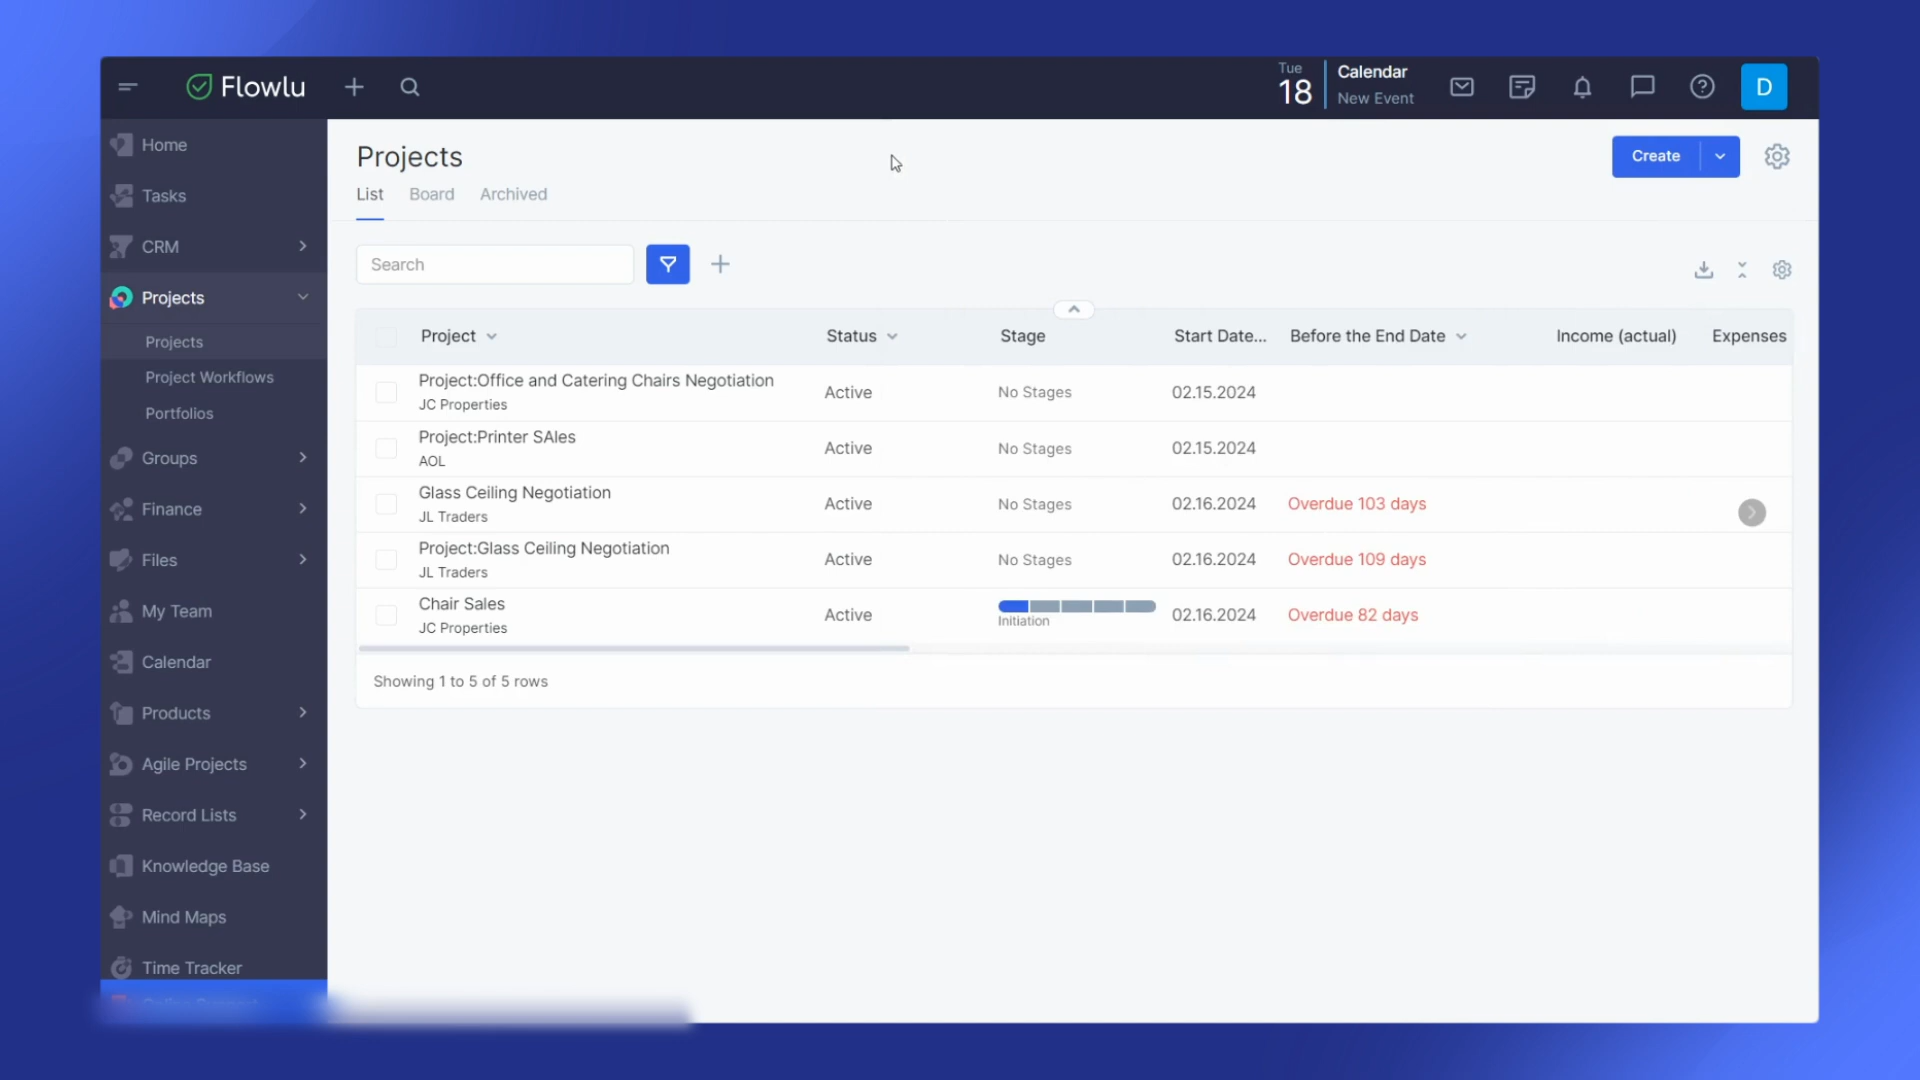 Flowlu
Tue
18
Calendar
New Event
D
Home
Tasks
CRM
Projects
Projects
Project Workflows
Portfolios
Groups
Finance
Files
My Team
Calendar
Products
Agile Projects
Record Lists
Knowledge Base
Mind Maps
Time Tracker
Projects
Create
List Board Archived
Search
Project Status Stage Start Date... Before the End Date Income (actual) Expenses
Project:Office and Catering Chairs Negotiation Active No Stages 02.15.2024
JC Properties
Project:Printer SAles Active No Stages 02.15.2024
AOL
Glass Ceiling Negotiation Active No Stages 02.16.2024 Overdue 103 days
JL Traders
Project:Glass Ceiling Negotiation Active No Stages 02.16.2024 Overdue 109 days
JL Traders
Chair Sales Active 02.16.2024 Overdue 82 days
JC Properties Initiation
Showing 1 to 5 of 5 rows